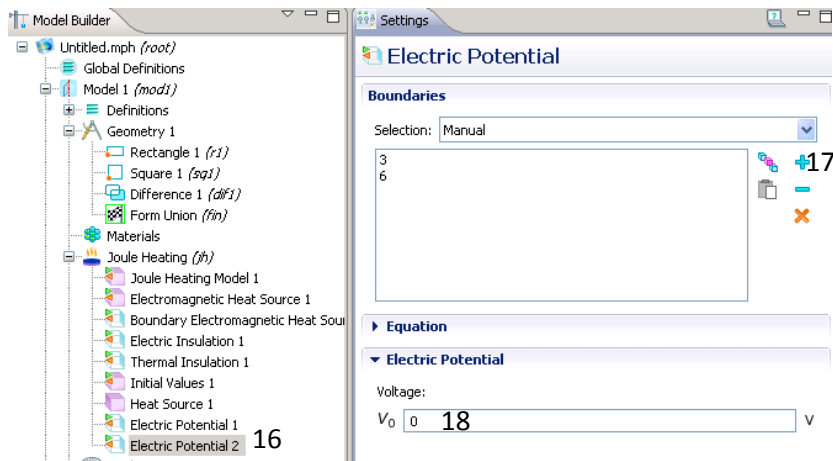 Model Builder
Untitled.mph (root)
Global Definitions
Model 1 (mod1)
Definitions
Geometry 1
Rectangle 1 (r1)
Square 1 (sq1)
Difference 1 (dif1)
Form Union (fin)
Materials
Joule Heating (jh)
Joule Heating Model 1
Electromagnetic Heat Source 1
Boundary Electromagnetic Heat Sour
Electric Insulation 1
Thermal Insulation 1
Initial Values 1
Heat Source 1
Electric Potential 1
Electric Potential 2 16
Settings
Electric Potential
Boundaries
Selection: Manual
3
6
17
Equation
Electric Potential
Voltage:
V0 0 18 V